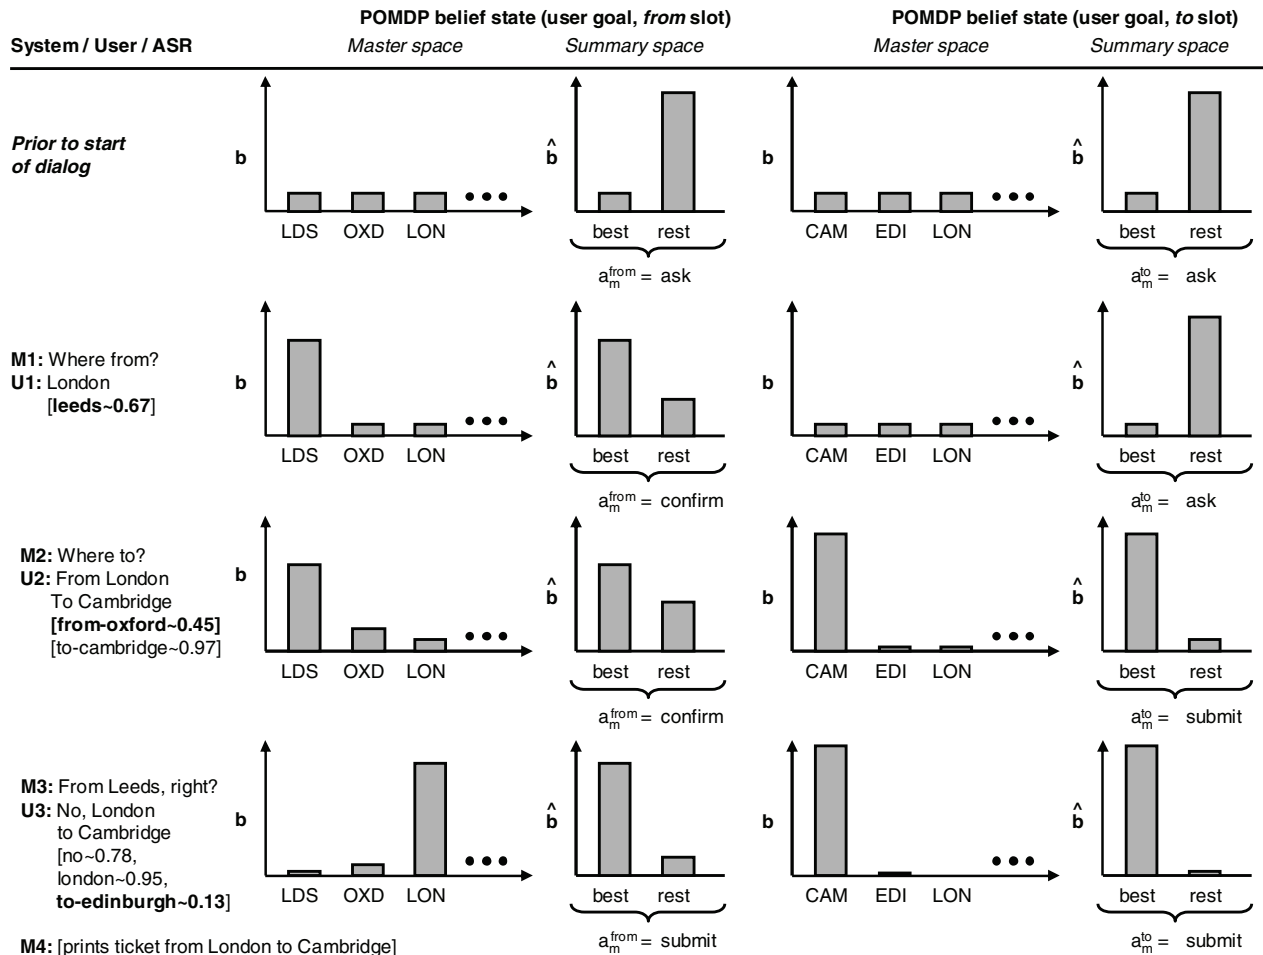 POMDP belief state (user goal, from slot) POMDP belief state (user goal, to slot)
System / User / ASR Master space Summary space Master space Summary space
Prior to start
of dialog
b b̂ b b̂
LDS OXD LON ●●● best rest CAM EDI LON ●●● best rest
a_m^from = ask a_m^to = ask
M1: Where from?
U1: London
[leeds~0.67]
b b̂ b b̂
LDS OXD LON ●●● best rest CAM EDI LON ●●● best rest
a_m^from = confirm a_m^to = ask
M2: Where to?
U2: From London
To Cambridge
[from-oxford~0.45]
[to-cambridge~0.97]
b b̂ b b̂
LDS OXD LON ●●● best rest CAM EDI LON ●●● best rest
a_m^from = confirm a_m^to = submit
M3: From Leeds, right?
U3: No, London
to Cambridge
[no~0.78,
london~0.95,
to-edinburgh~0.13]
b b̂ b b̂
LDS OXD LON ●●● best rest CAM EDI LON ●●● best rest
a_m^from = submit a_m^to = submit
M4: [prints ticket from London to Cambridge]